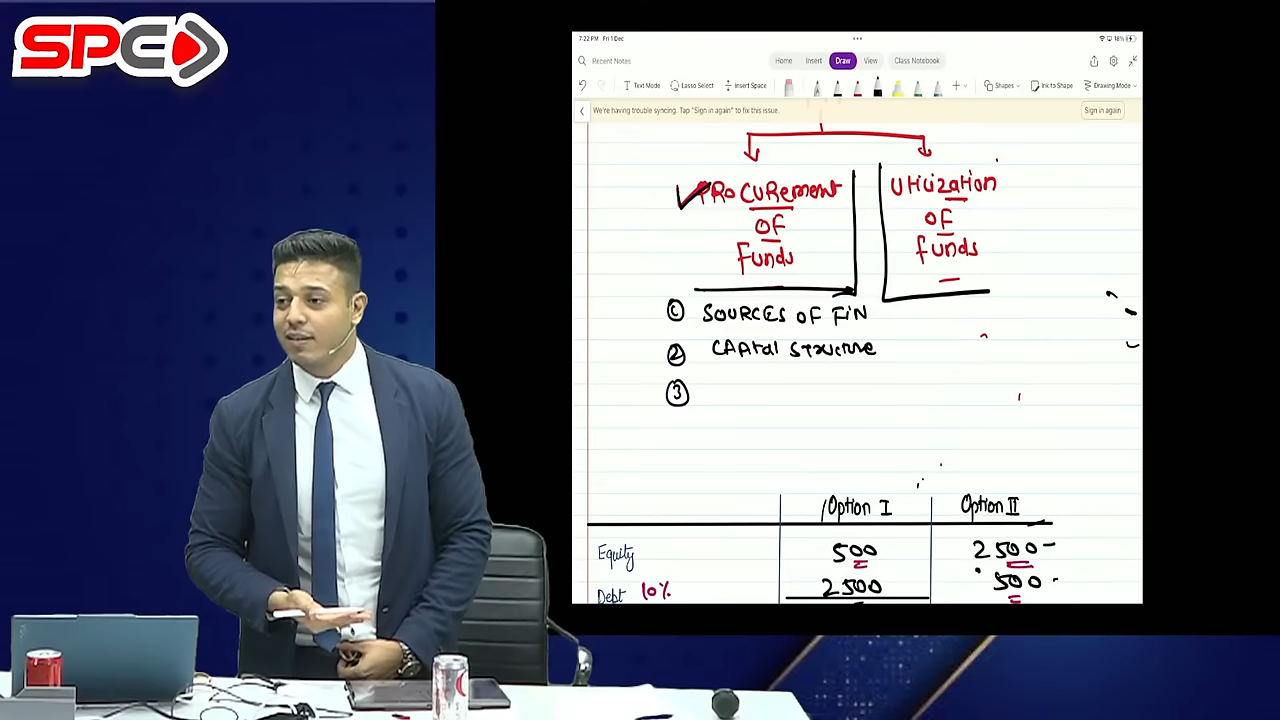 SPC
7:22 PM Fri 1 Dec
18%
Recent Notes
Home Insert Draw View Class Notebook
Text Mode Lasso Select Insert Space Shapes Ink to Shape Drawing Mode
We're having trouble syncing. Tap "Sign in again" to fix this issue.
Sign in again
PROCUREMENT
OF
Funds
Utilization
of
funds
① SOURCES OF FIN
② CAPital structure
③
Option I Option II
Equity 500 2500
Debt 10% 2500 500